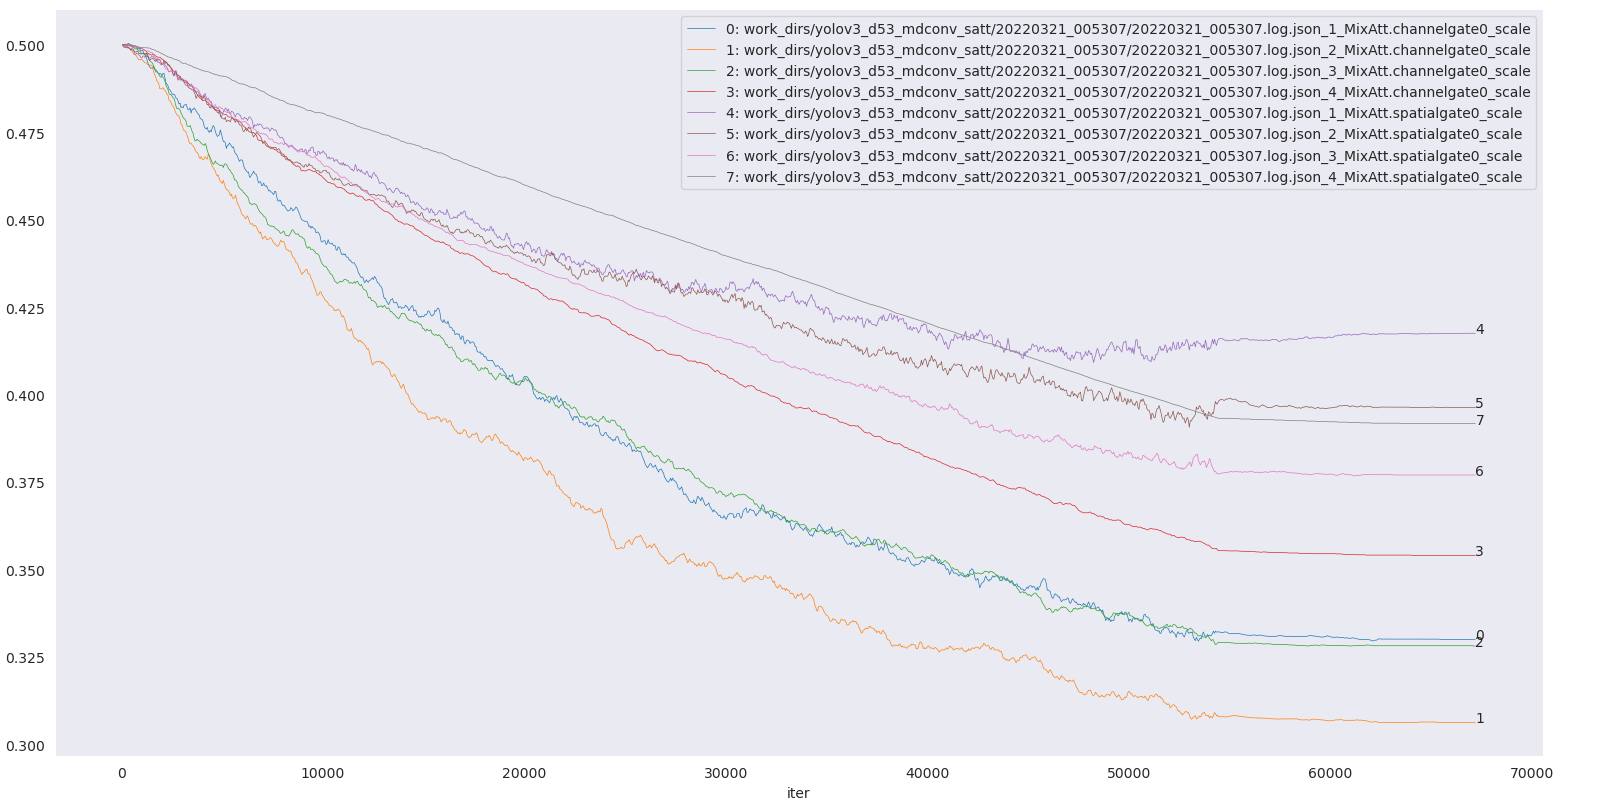 0: work_dirs/yolov3_d53_mdconv_satt/20220321_005307/20220321_005307.log.json_1_MixAtt.channelgate0_scale
1: work_dirs/yolov3_d53_mdconv_satt/20220321_005307/20220321_005307.log.json_2_MixAtt.channelgate0_scale
2: work_dirs/yolov3_d53_mdconv_satt/20220321_005307/20220321_005307.log.json_3_MixAtt.channelgate0_scale
3: work_dirs/yolov3_d53_mdconv_satt/20220321_005307/20220321_005307.log.json_4_MixAtt.channelgate0_scale
4: work_dirs/yolov3_d53_mdconv_satt/20220321_005307/20220321_005307.log.json_1_MixAtt.spatialgate0_scale
5: work_dirs/yolov3_d53_mdconv_satt/20220321_005307/20220321_005307.log.json_2_MixAtt.spatialgate0_scale
6: work_dirs/yolov3_d53_mdconv_satt/20220321_005307/20220321_005307.log.json_3_MixAtt.spatialgate0_scale
7: work_dirs/yolov3_d53_mdconv_satt/20220321_005307/20220321_005307.log.json_4_MixAtt.spatialgate0_scale
0.500
0.475
0.450
0.425
0.400
0.375
0.350
0.325
0.300
4
5
7
6
3
0
2
1
0 10000 20000 30000 40000 50000 60000 70000
iter